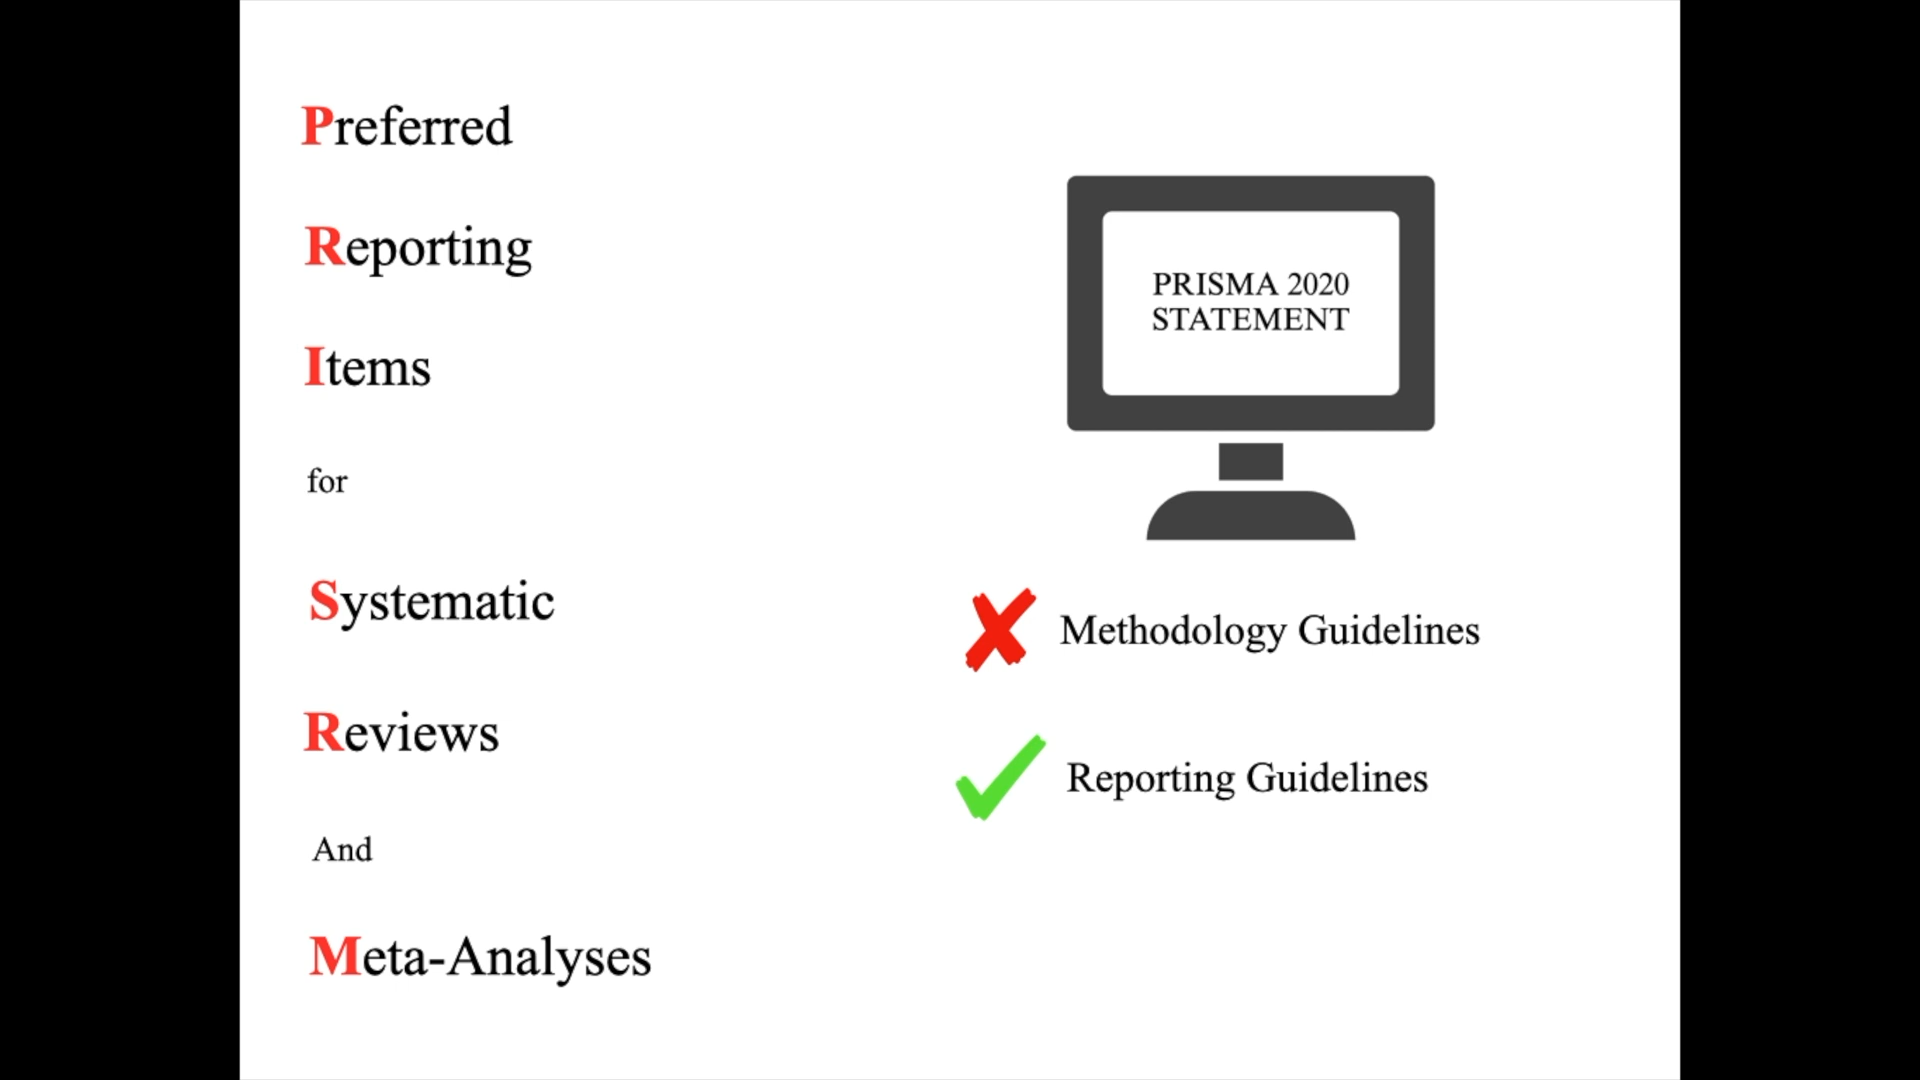 Preferred
Reporting
Items
for
Systematic
Reviews
And
Meta-Analyses
PRISMA 2020
STATEMENT
Methodology Guidelines
Reporting Guidelines